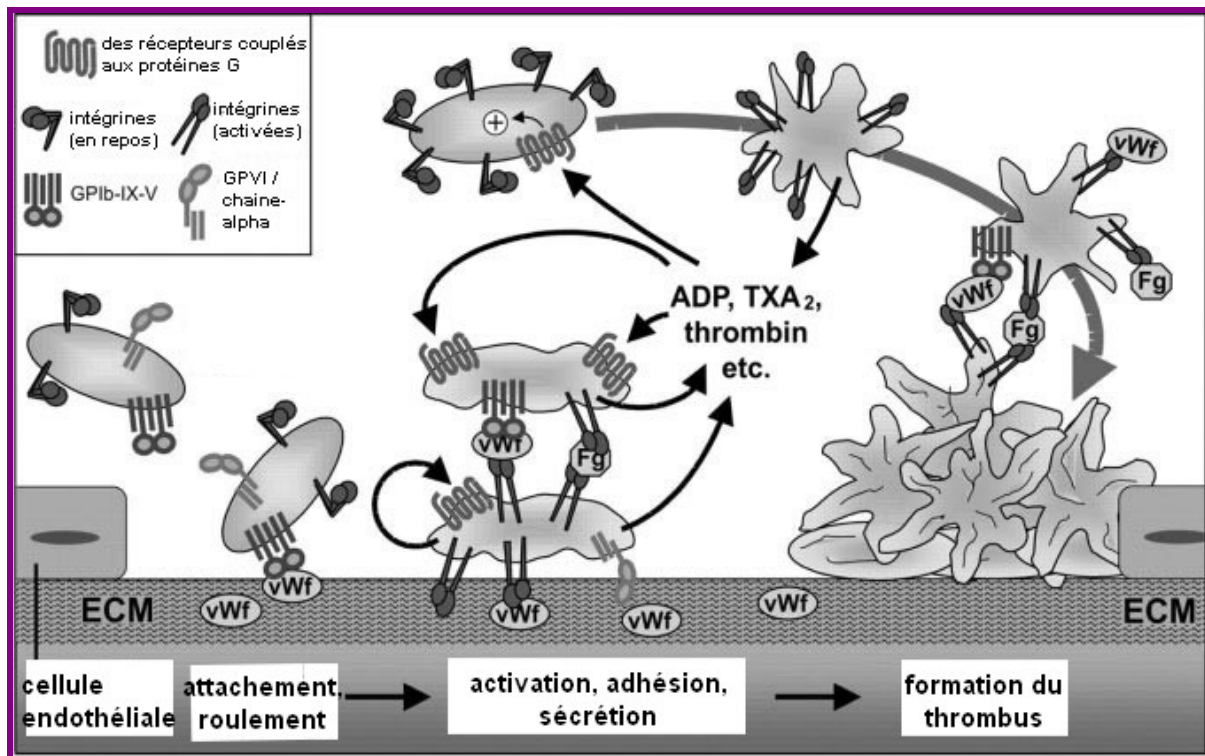 des récepteurs couplés
aux protéines G
intégrines
(en repos)
intégrines
(activées)
GPIb-IX-V
GPVI /
chaine-
alpha
+
vWf
Fg
vWf
Fg
ADP, TXA₂,
thrombin
etc.
vWf
Fg
vWf
vWf
vWf
vWf
vWf
ECM
ECM
cellule
endothéliale
attachement,
roulement
activation, adhésion,
sécrétion
formation du
thrombus